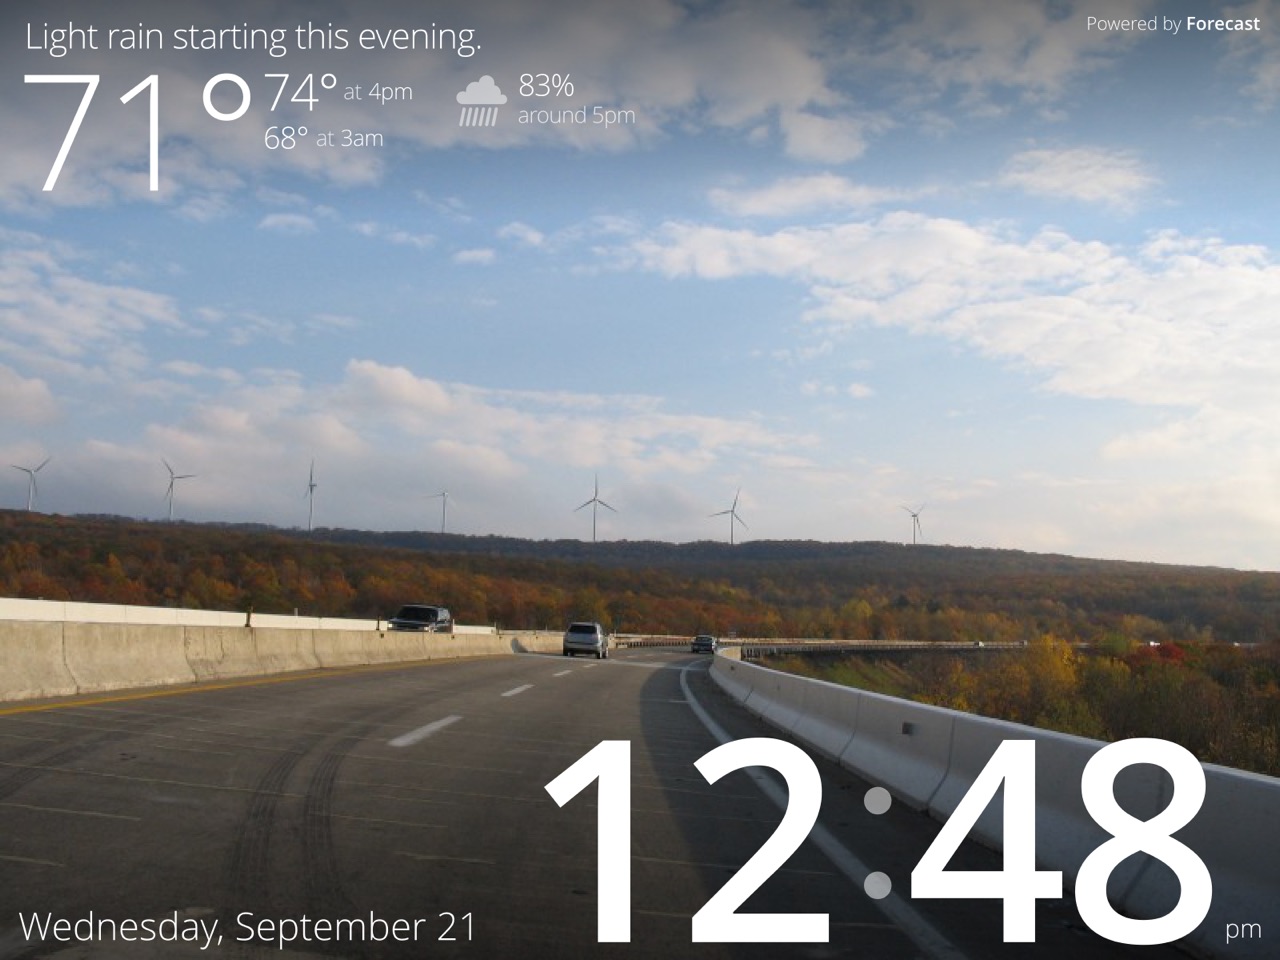 Light rain starting this evening.
Powered by Forecast
71°
74° at 4pm
68° at 3am
83%
around 5pm
Wednesday, September 21
12:48 pm